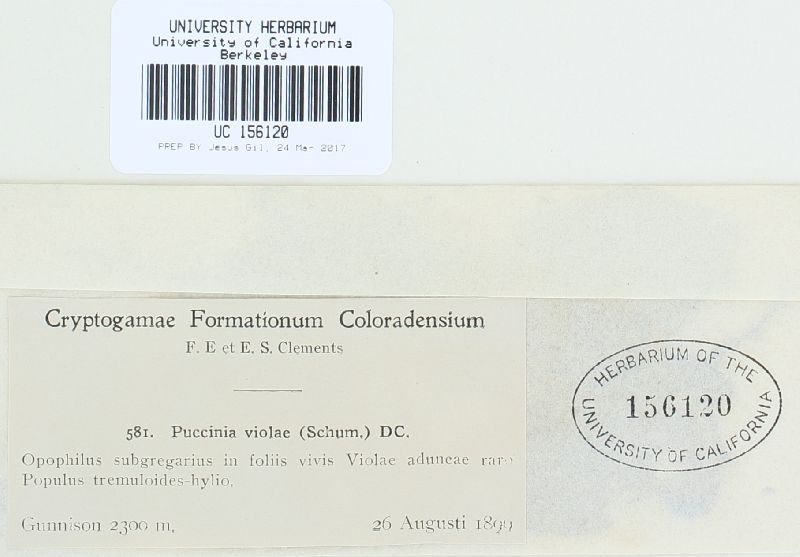 UNIVERSITY HERBARIUM
University of California
Berkeley
UC 156120
PREP BY Jesus Gil, 24 Ma- 2017
Cryptogamae Formationum Coloradensium
F. E et E. S. Clements
581. Puccinia violae (Schum.) DC.
Opophilus subgregarius in foliis vivis Violae aduncae raro
Populus tremuloides-hylio.
Gunnison 2300 m. 26 Augusti 1899
HERBARIUM OF THE
156120
UNIVERSITY OF CALIFORNIA